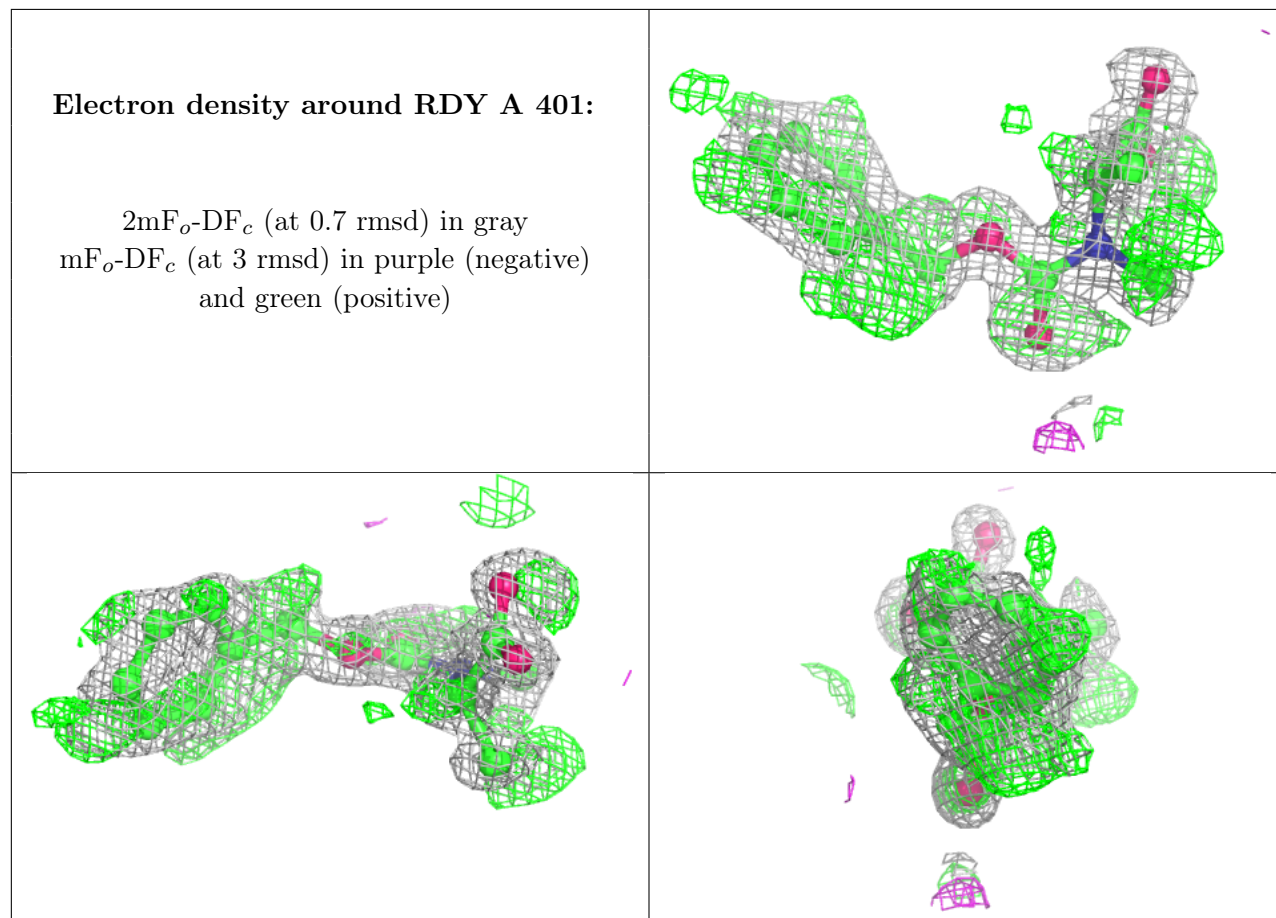 Electron density around RDY A 401:
2mFo-DFc (at 0.7 rmsd) in gray
mFo-DFc (at 3 rmsd) in purple (negative)
and green (positive)